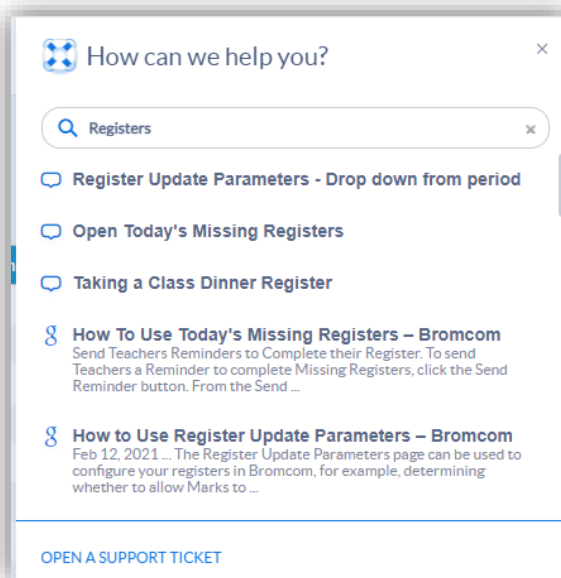 How can we help you?
Registers
Register Update Parameters - Drop down from period
Open Today's Missing Registers
Taking a Class Dinner Register
How To Use Today's Missing Registers – Bromcom
Send Teachers Reminders to Complete their Register. To send
Teachers a Reminder to complete Missing Registers, click the Send
Reminder button. From the Send ...
How to Use Register Update Parameters – Bromcom
Feb 12, 2021 ... The Register Update Parameters page can be used to
configure your registers in Bromcom, for example, determining
whether to allow Marks to ...
OPEN A SUPPORT TICKET